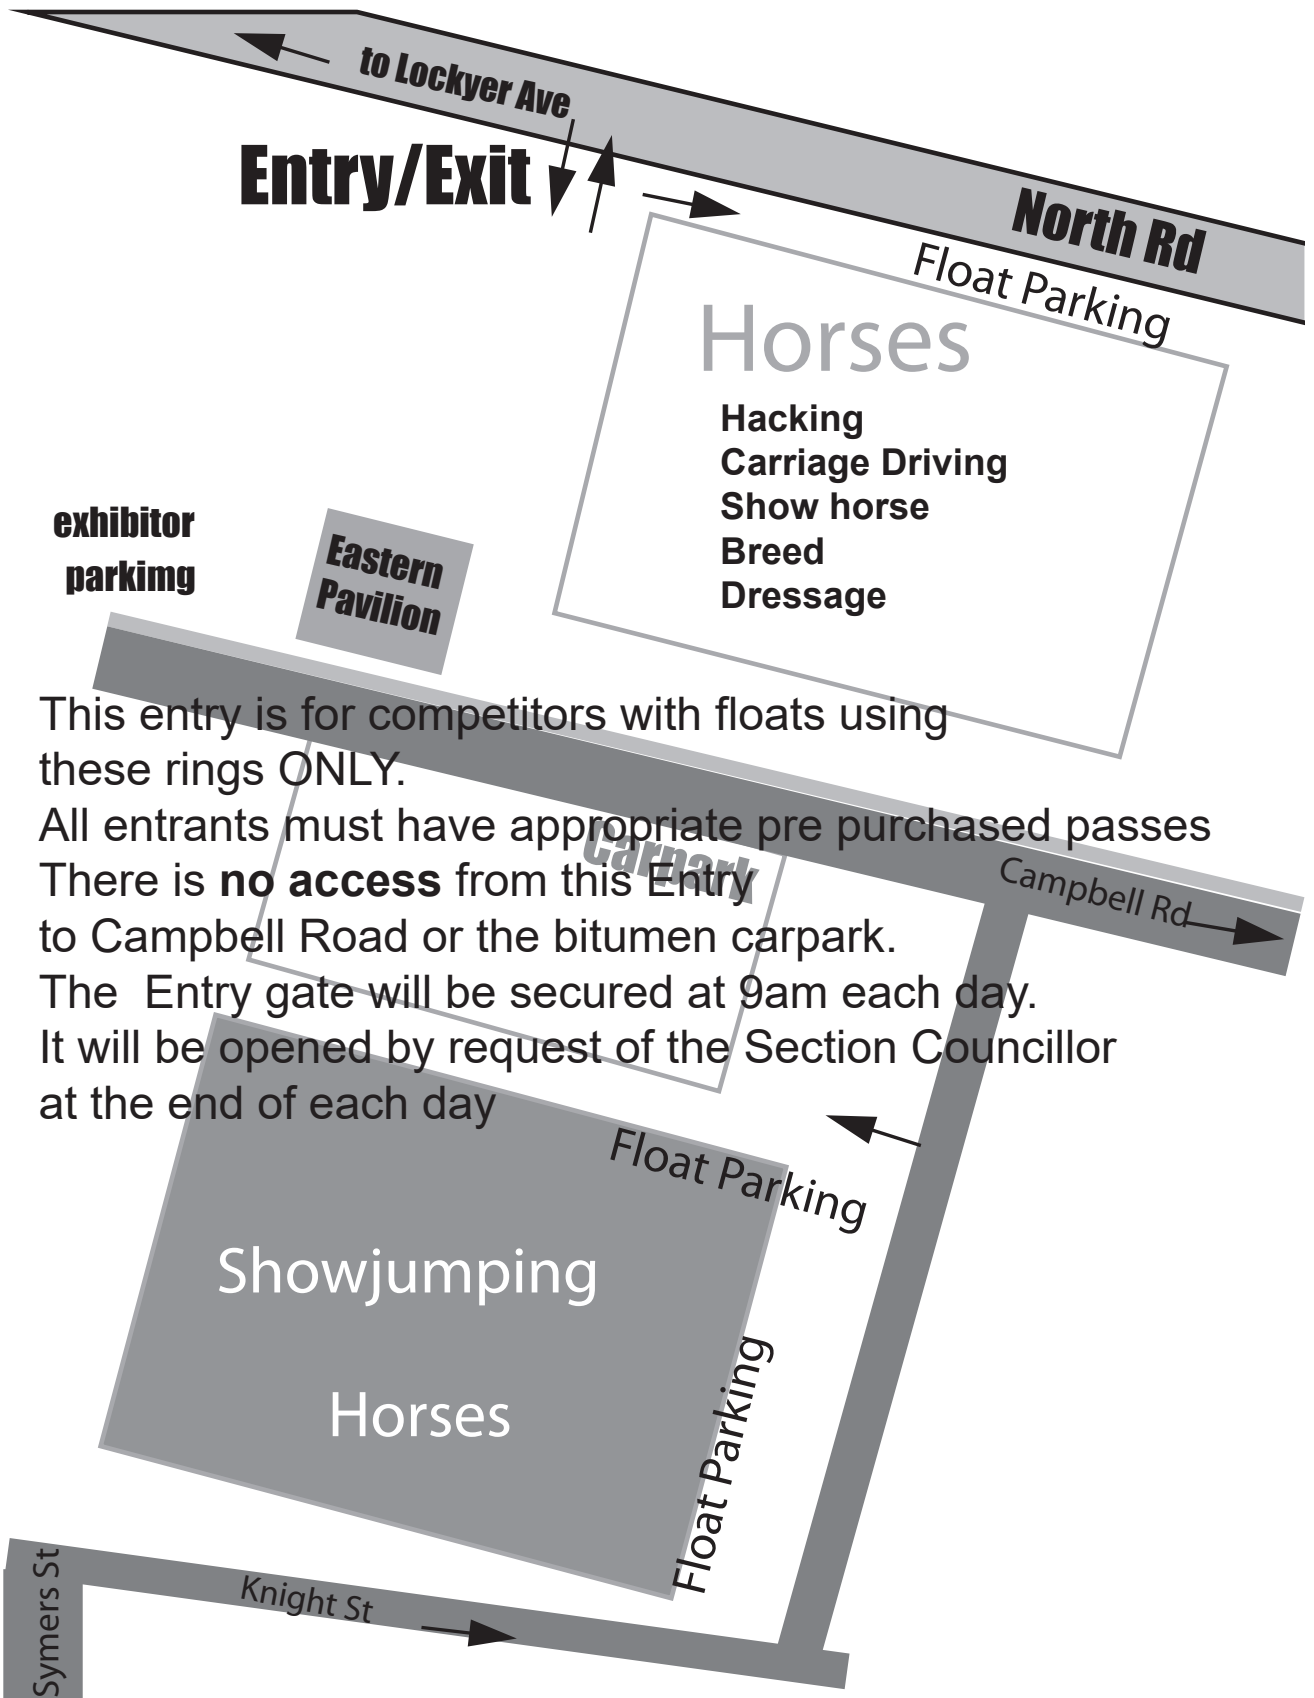 to Lockyer Ave
Entry/Exit
North Rd
Float Parking
Horses
Hacking
Carriage Driving
Show horse
Breed
Dressage
exhibitor
parkimg
Eastern
Pavilion
This entry is for competitors with floats using
these rings ONLY.
All entrants must have appropriate pre purchased passes
Carpark
There is no access from this Entry
Campbell Rd
to Campbell Road or the bitumen carpark.
The  Entry gate will be secured at 9am each day.
It will be opened by request of the Section Councillor
at the end of each day
Float Parking
Showjumping
Horses
Float Parking
Knight St
Symers St